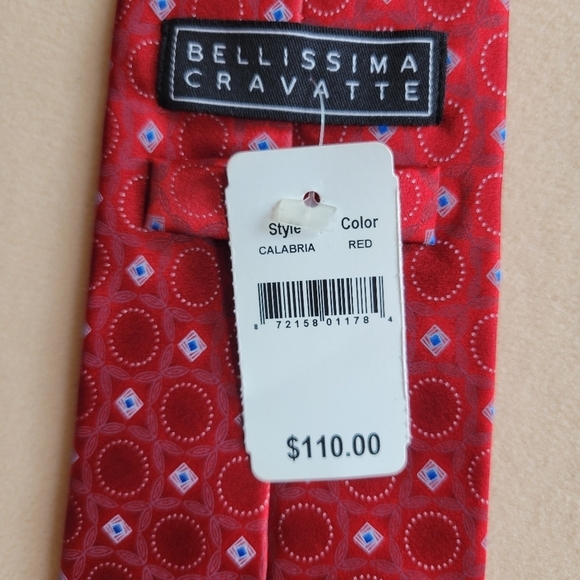 BELLISSIMA
CRAVATTE
Style Color
CALABRIA RED
8 72158 01178 4
$110.00